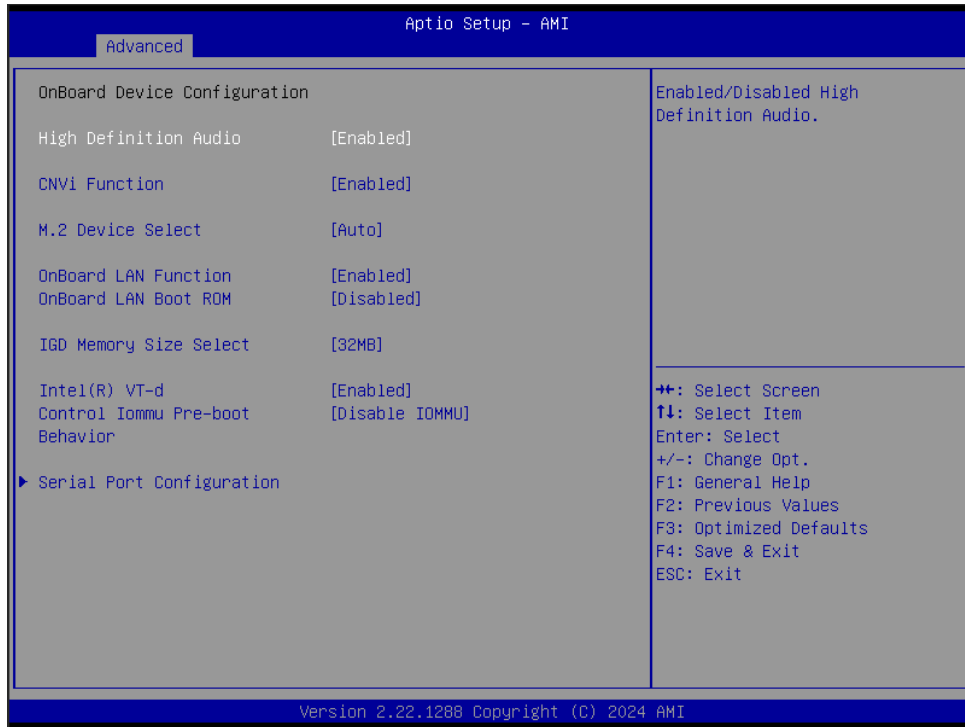 Aptio Setup – AMI
Advanced
OnBoard Device Configuration
High Definition Audio [Enabled]
CNVi Function [Enabled]
M.2 Device Select [Auto]
OnBoard LAN Function [Enabled]
OnBoard LAN Boot ROM [Disabled]
IGD Memory Size Select [32MB]
Intel(R) VT-d [Enabled]
Control Iommu Pre-boot [Disable IOMMU]
Behavior
Serial Port Configuration
Enabled/Disabled High
Definition Audio.
→←: Select Screen
↑↓: Select Item
Enter: Select
+/-: Change Opt.
F1: General Help
F2: Previous Values
F3: Optimized Defaults
F4: Save & Exit
ESC: Exit
Version 2.22.1288 Copyright (C) 2024 AMI